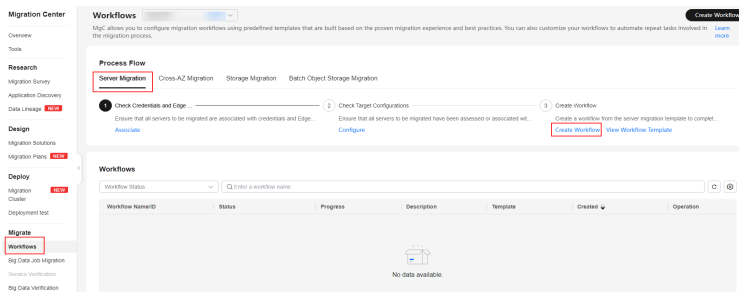 Migration Center
Overview
Tools
Research
Migration Survey
Application Discovery
Data Lineage NEW
Design
Migration Solutions
Migration Plans NEW
Deploy
Migration Cluster NEW
Deployment test
Migrate
Workflows
Big Data Job Migration
Service Verification
Big Data Verification
Workflows
Create Workflow
MgC allows you to configure migration workflows using predefined templates that are built based on the proven migration experience and best practices. You can also customize your workflows to automate repeat tasks involved in
the migration process.
Learn more
Process Flow
Server Migration Cross-AZ Migration Storage Migration Batch Object Storage Migration
1 Check Credentials and Edge ...
Ensure that all servers to be migrated are associated with credentials and Edge...
Associate
2 Check Target Configurations
Ensure that all servers to be migrated have been assessed or associated wit...
Configure
3 Create Workflow
Create a workflow from the server migration template to complet...
Create Workflow View Workflow Template
Workflows
Workflow Status
Enter a workflow name.
Workflow Name/ID Status Progress Description Template Created Operation
No data available